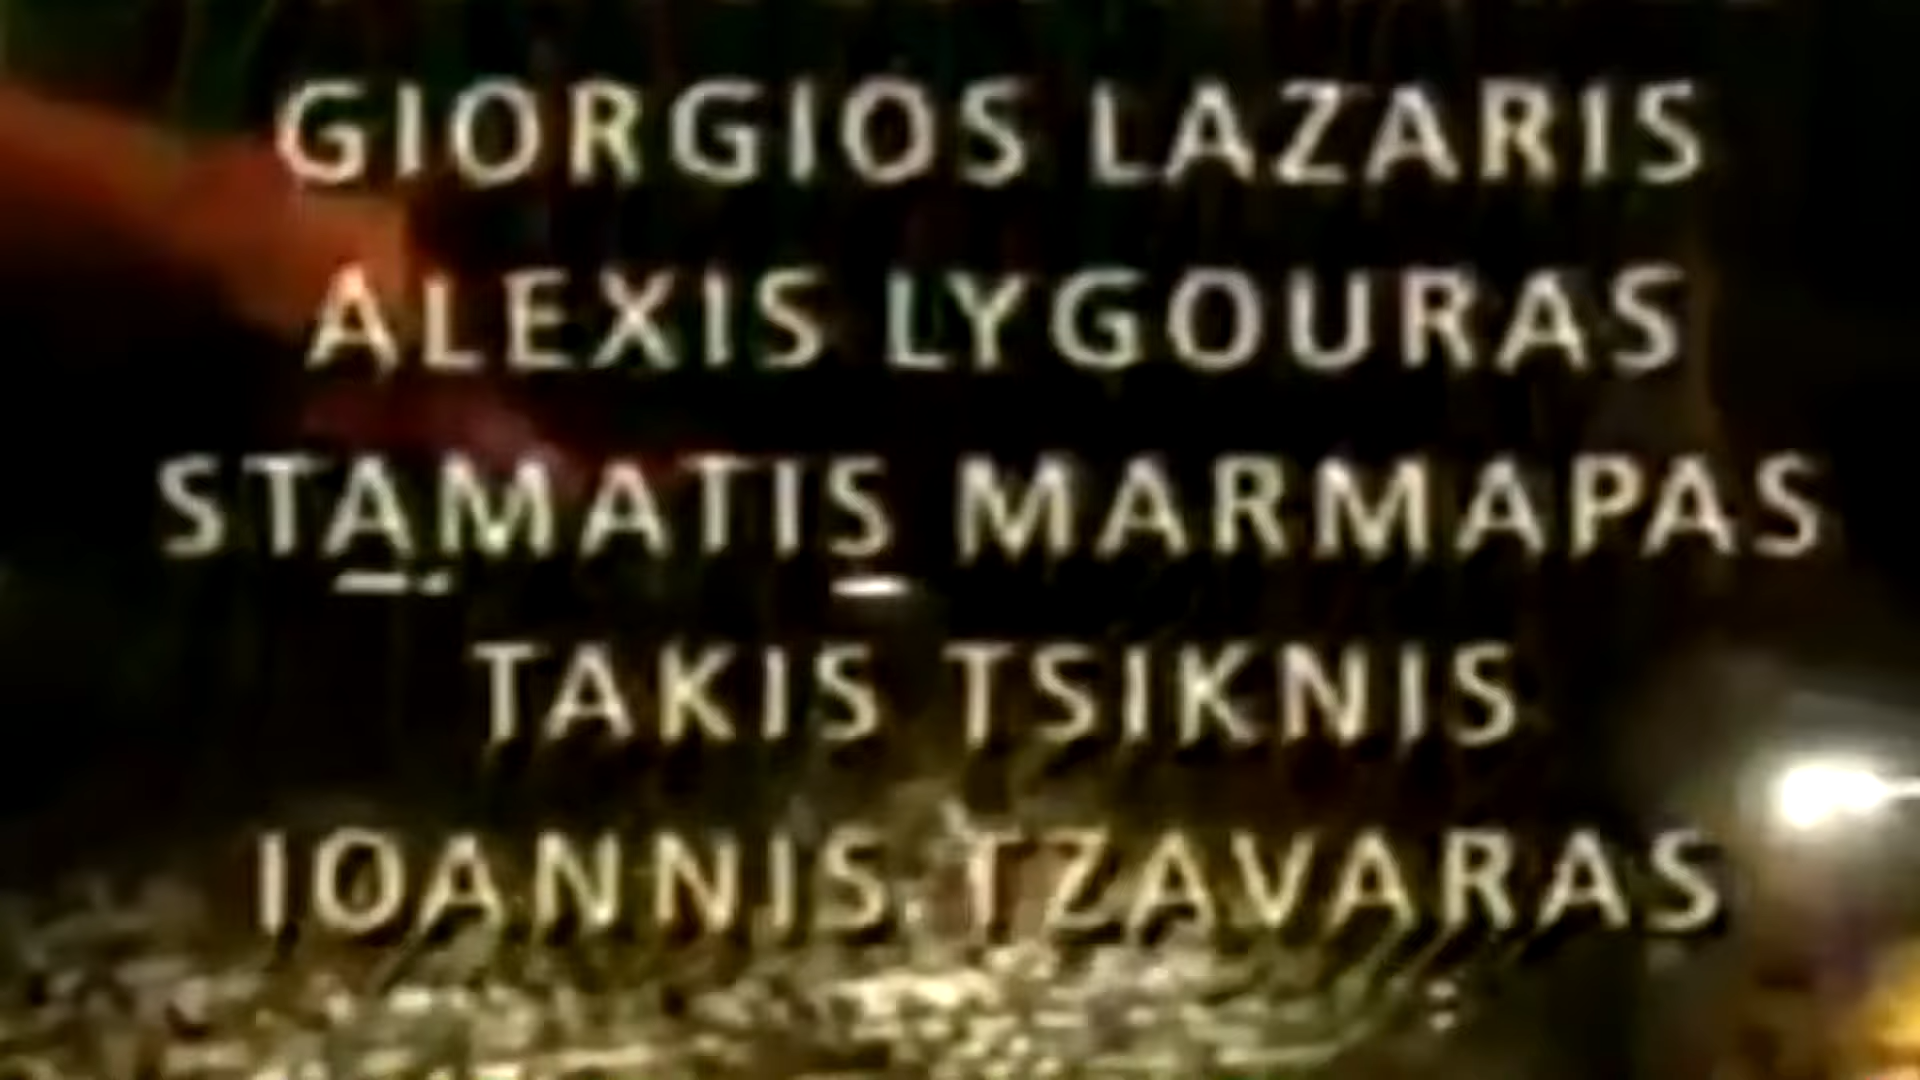 GIORGIOS LAZARIS
ALEXIS LYGOURAS
STAMATIS MARMAPAS
TAKIS TSIKNIS
IOANNIS TZAVARAS